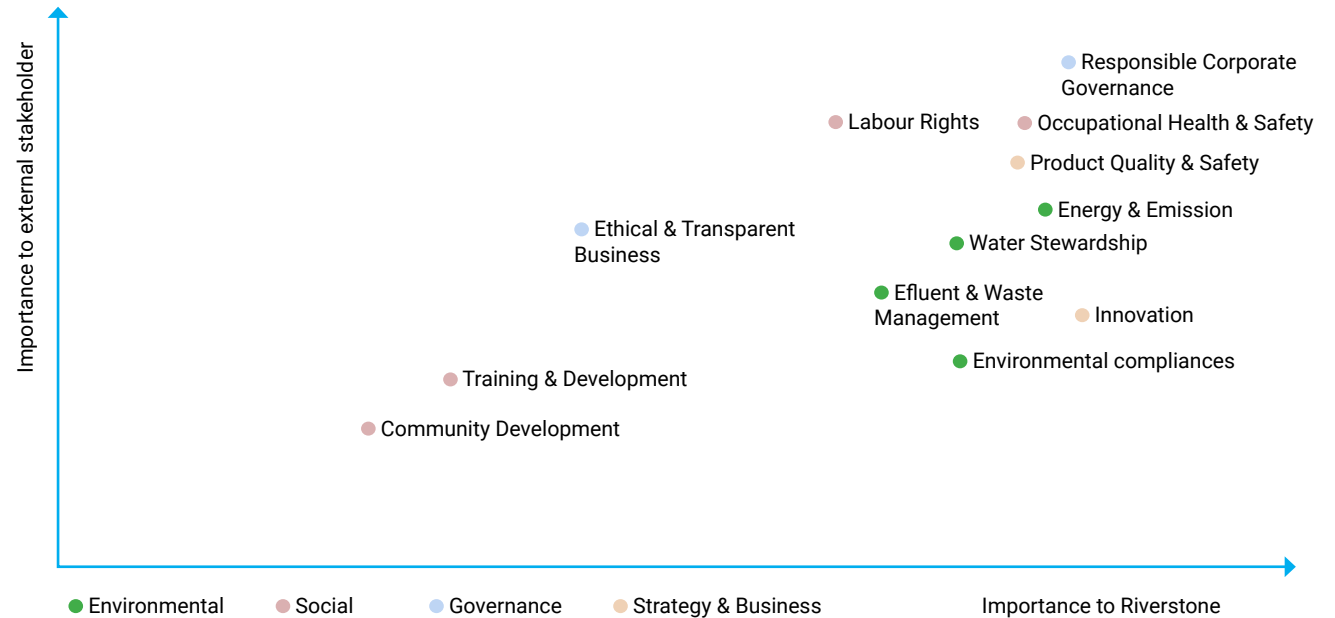 Importance to external stakeholder
Responsible Corporate
Governance
Labour Rights
Occupational Health & Safety
Product Quality & Safety
Energy & Emission
Ethical & Transparent
Business
Water Stewardship
Efluent & Waste
Management
Innovation
Environmental compliances
Training & Development
Community Development
Environmental
Social
Governance
Strategy & Business
Importance to Riverstone